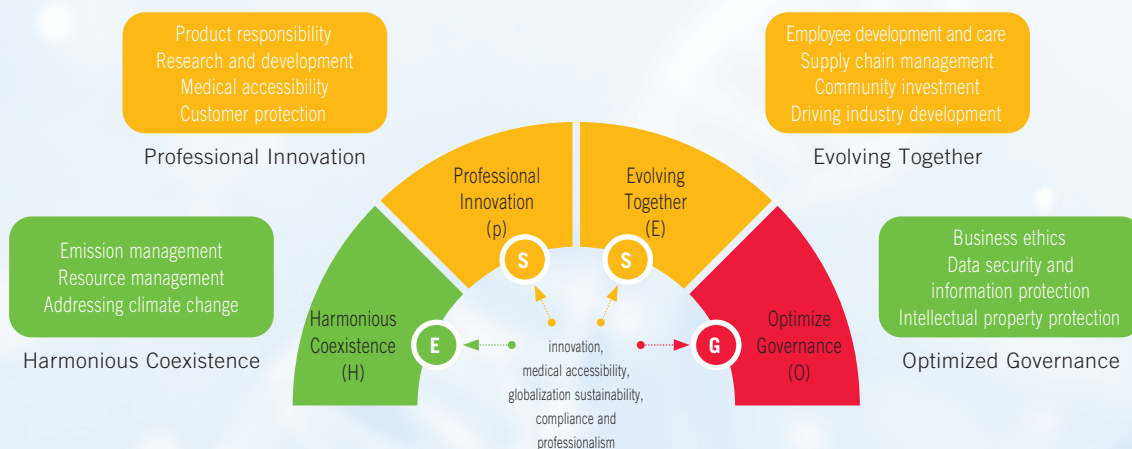 Product responsibility
Research and development
Medical accessibility
Customer protection
Professional Innovation
Employee development and care
Supply chain management
Community investment
Driving industry development
Evolving Together
Emission management
Resource management
Addressing climate change
Harmonious Coexistence
Business ethics
Data security and
information protection
Intellectual property protection
Optimized Governance
Harmonious
Coexistence
(H)
E
Professional
Innovation
(p)
S
Evolving
Together
(E)
S
Optimize
Governance
(O)
G
innovation,
medical accessibility,
globalization sustainability,
compliance and
professionalism